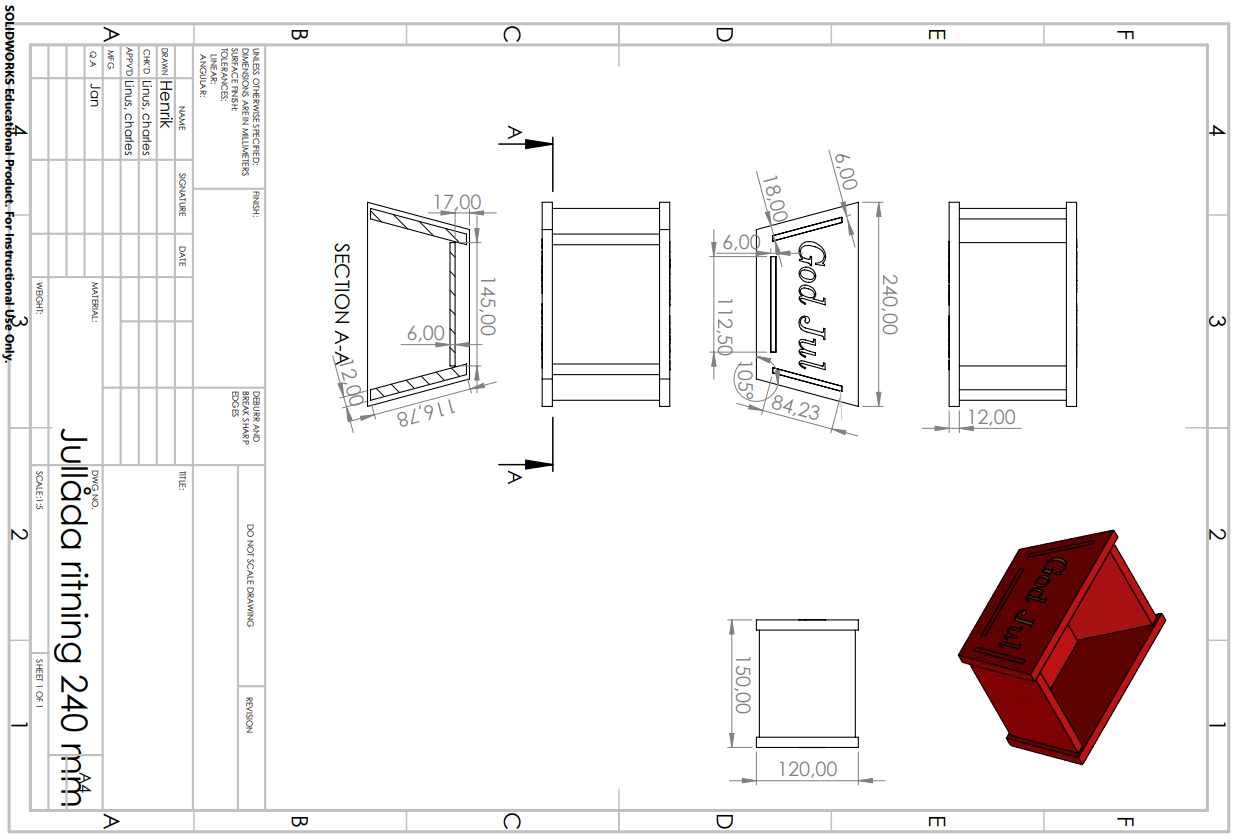 F
E
D
C
B
A
4
3
2
1
4
3
2
1
F
E
D
C
B
A
12,00
240,00
God Jul
6,00
18,00
6,00
112,50
105°
84,23
A
A
17,00
145,00
6,00
12,00
116,78
SECTION A-A
God Jul
150,00
120,00
UNLESS OTHERWISE SPECIFIED:
DIMENSIONS ARE IN MILLIMETERS
SURFACE FINISH:
TOLERANCES:
LINEAR:
ANGULAR:
FINISH:
DEBURR AND
BREAK SHARP
EDGES
DO NOT SCALE DRAWING
REVISION
NAME
SIGNATURE
DATE
TITLE:
DRAWN Henrik
CHK'D Linus, charles
APPV'D Linus, charles
MFG
Q.A Jan
MATERIAL:
DWG NO.
Jullåda ritning 240 mm
A4
WEIGHT:
SCALE:1:5
SHEET 1 OF 1
SOLIDWORKS Educational Product. For Instructional Use Only.